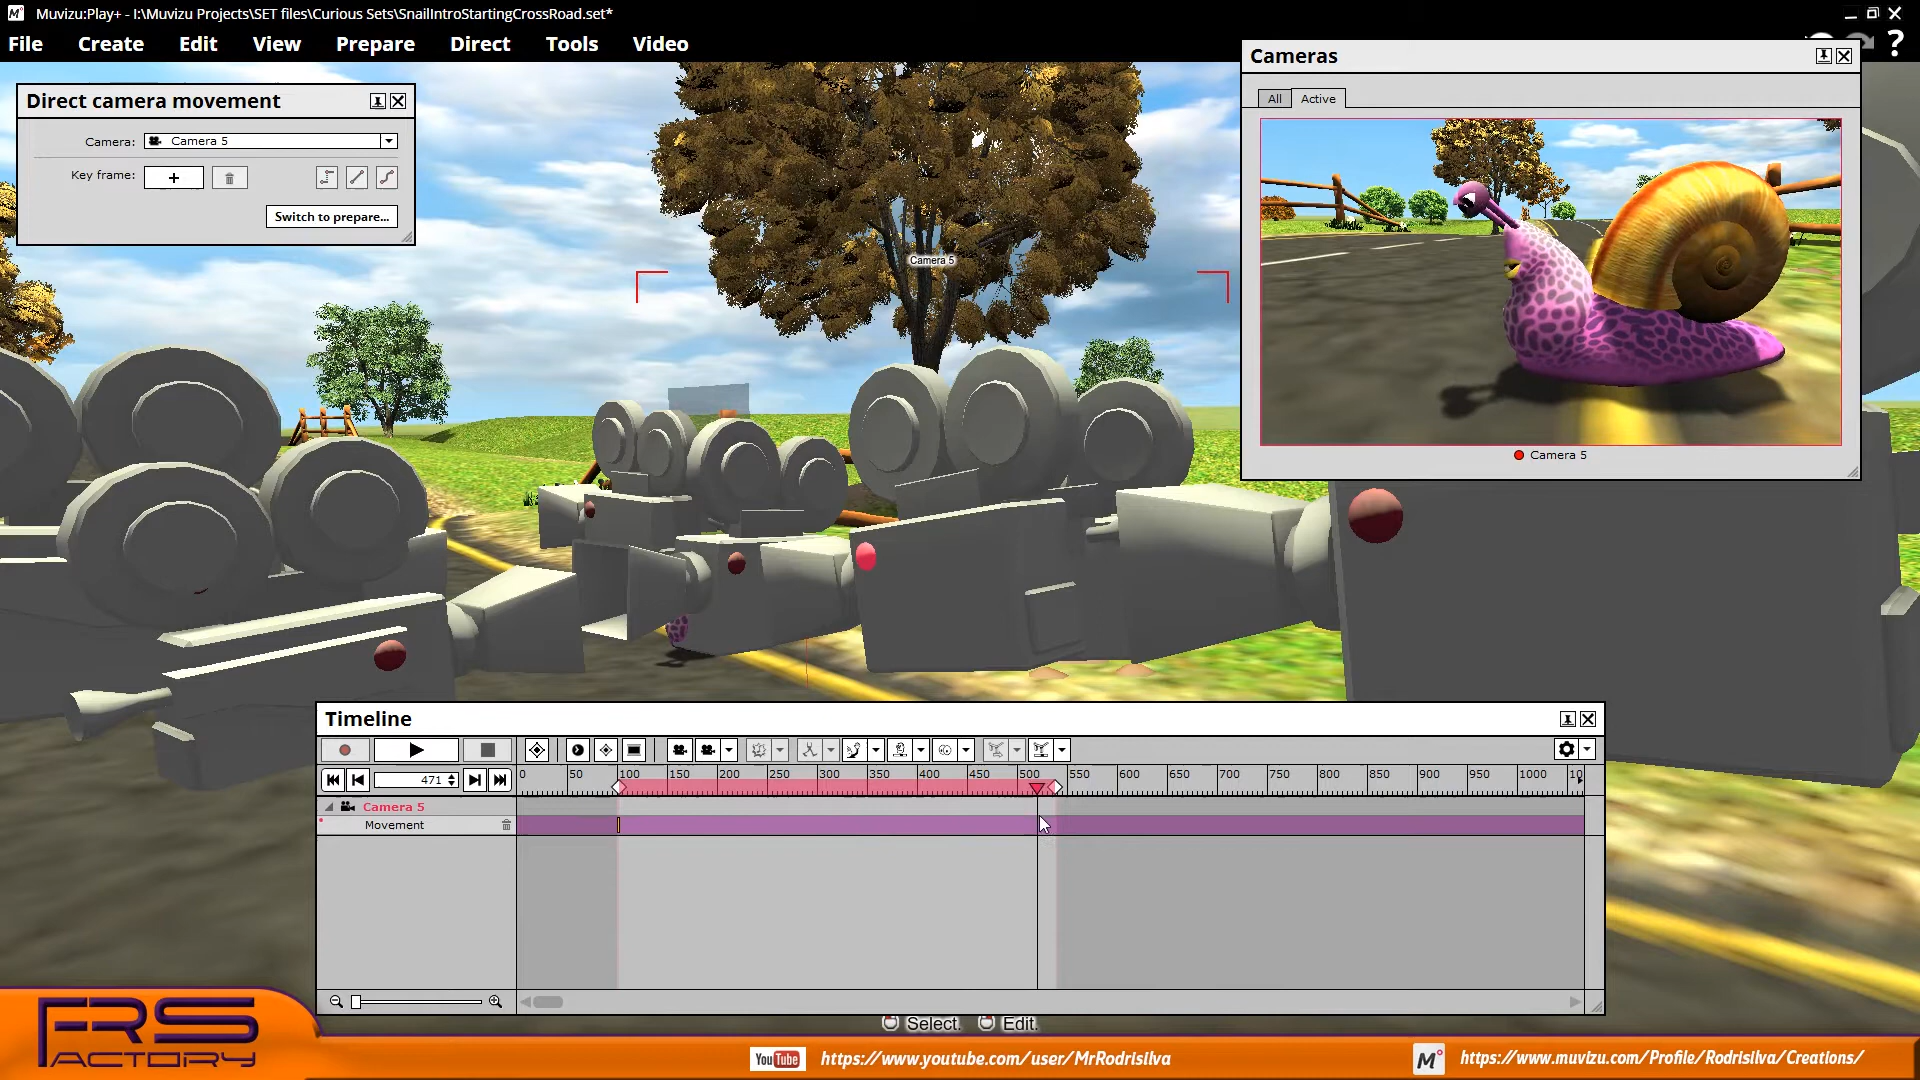 Muvizu:Play+ - I:\Muvizu Projects\SET files\Curious Sets\SnailIntroStartingCrossRoad.set*
File Create Edit View Prepare Direct Tools Video ?
Direct camera movement
Camera: Camera 5
Key frame: +
Switch to prepare...
Camera 5
Cameras
All Active
Camera 5
Timeline
471
0 50 100 150 200 250 300 350 400 450 500 550 600 650 700 750 800 850 900 950 1000 10
Camera 5
Movement
Select. Edit.
FRS
FACTORY
YouTube https://www.youtube.com/user/MrRodrisilva
M https://www.muvizu.com/Profile/Rodrisilva/Creations/